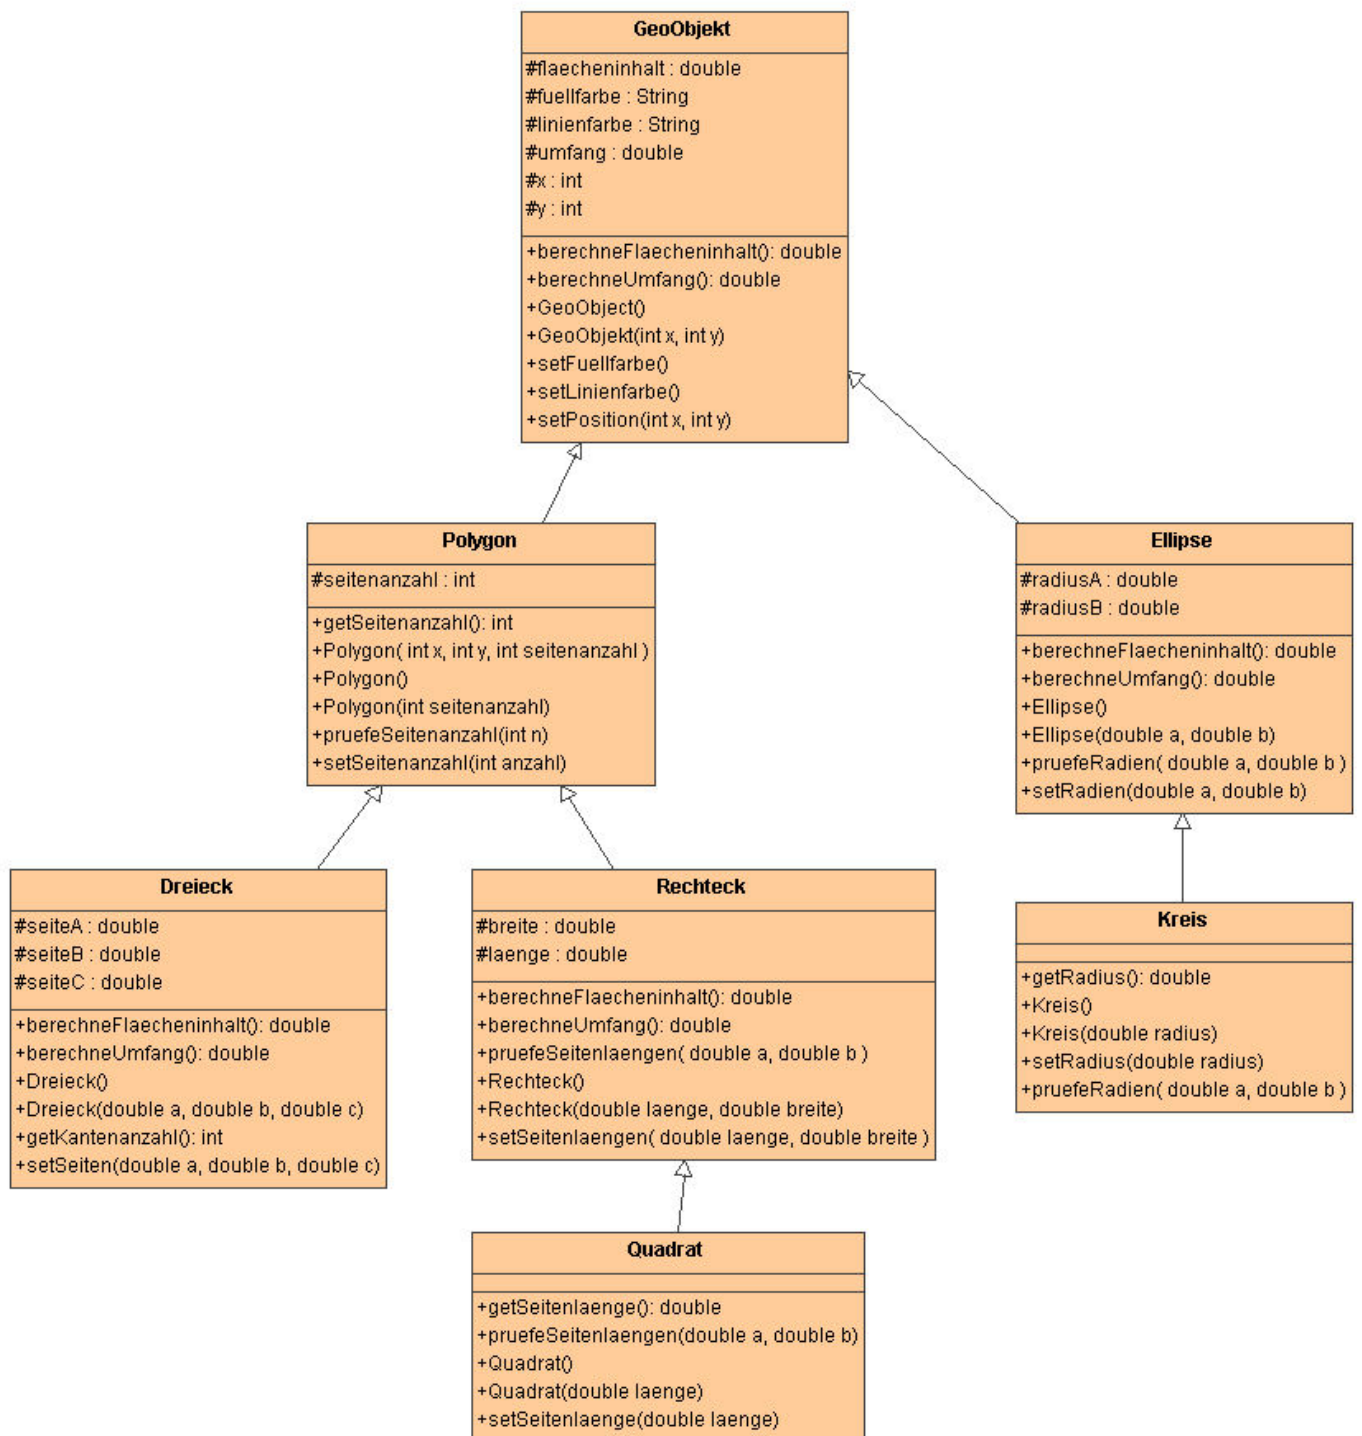 GeoObjekt
#flaecheninhalt : double
#fuellfarbe : String
#linienfarbe : String
#umfang : double
#x : int
#y : int
+berechneFlaecheninhalt(): double
+berechneUmfang(): double
+GeoObject()
+GeoObjekt(int x, int y)
+setFuellfarbe()
+setLinienfarbe()
+setPosition(int x, int y)
Polygon
#seitenanzahl : int
+getSeitenanzahl(): int
+Polygon( int x, int y, int seitenanzahl )
+Polygon()
+Polygon(int seitenanzahl)
+pruefeSeitenanzahl(int n)
+setSeitenanzahl(int anzahl)
Ellipse
#radiusA : double
#radiusB : double
+berechneFlaecheninhalt(): double
+berechneUmfang(): double
+Ellipse()
+Ellipse(double a, double b)
+pruefeRadien( double a, double b )
+setRadien(double a, double b)
Dreieck
#seiteA : double
#seiteB : double
#seiteC : double
+berechneFlaecheninhalt(): double
+berechneUmfang(): double
+Dreieck()
+Dreieck(double a, double b, double c)
+getKantenanzahl(): int
+setSeiten(double a, double b, double c)
Rechteck
#breite : double
#laenge : double
+berechneFlaecheninhalt(): double
+berechneUmfang(): double
+pruefeSeitenlaengen( double a, double b )
+Rechteck()
+Rechteck(double laenge, double breite)
+setSeitenlaengen( double laenge, double breite )
Kreis
+getRadius(): double
+Kreis()
+Kreis(double radius)
+setRadius(double radius)
+pruefeRadien( double a, double b )
Quadrat
+getSeitenlaenge(): double
+pruefeSeitenlaengen(double a, double b)
+Quadrat()
+Quadrat(double laenge)
+setSeitenlaenge(double laenge)